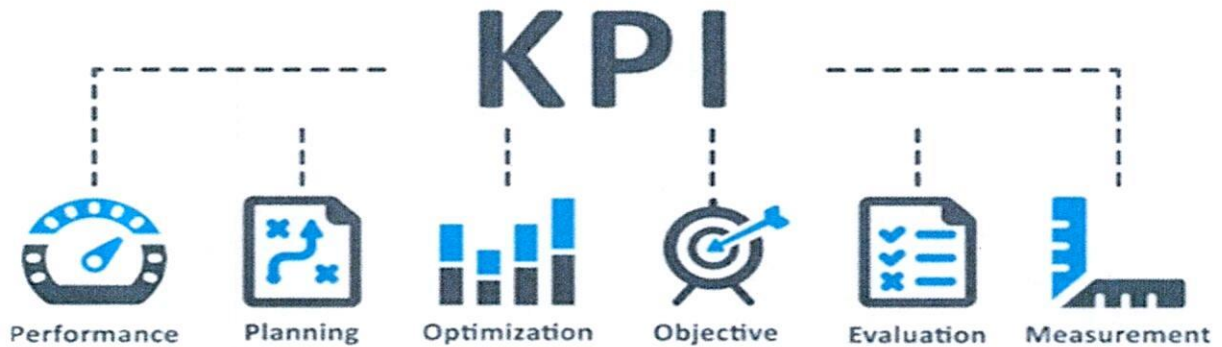 KPI
Performance Planning Optimization Objective Evaluation Measurement